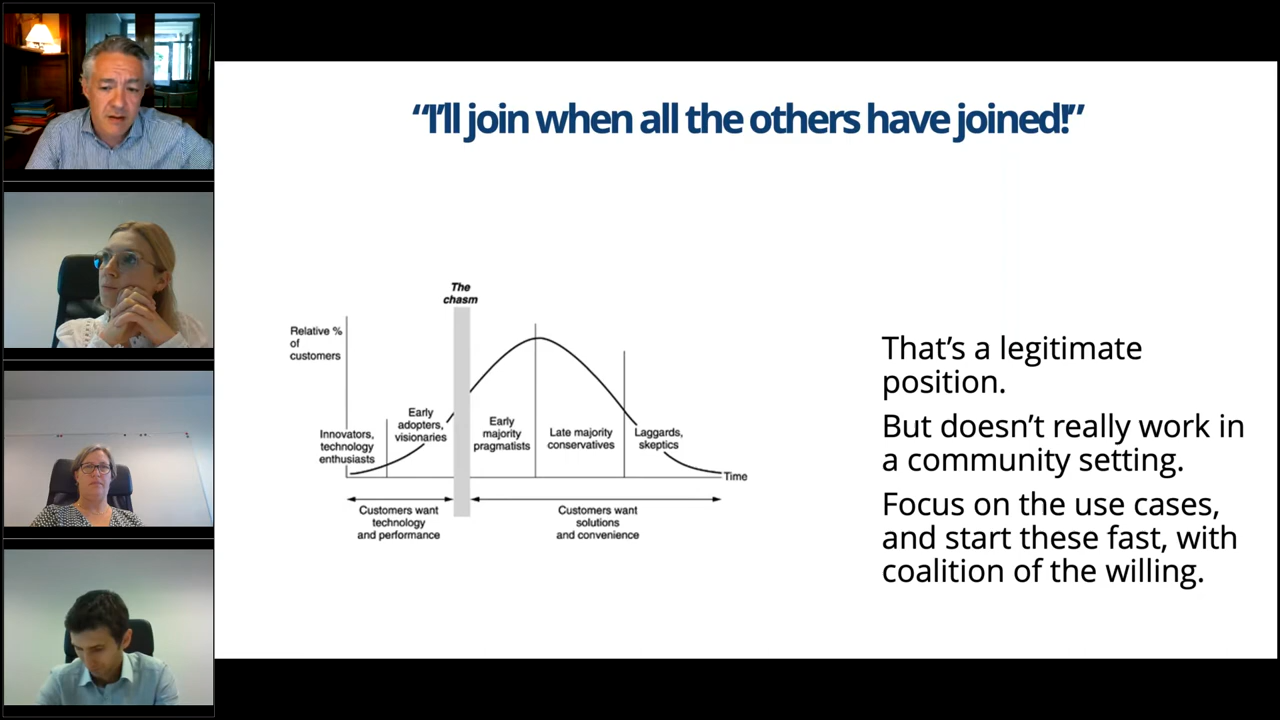 “I’ll join when all the others have joined!”
The
chasm
Relative %
of
customers
Innovators,
technology
enthusiasts
Early
adopters,
visionaries
Early
majority
pragmatists
Late majority
conservatives
Laggards,
skeptics
Time
Customers want
technology
and performance
Customers want
solutions
and convenience
That’s a legitimate
position.
But doesn’t really work in
a community setting.
Focus on the use cases,
and start these fast, with
coalition of the willing.